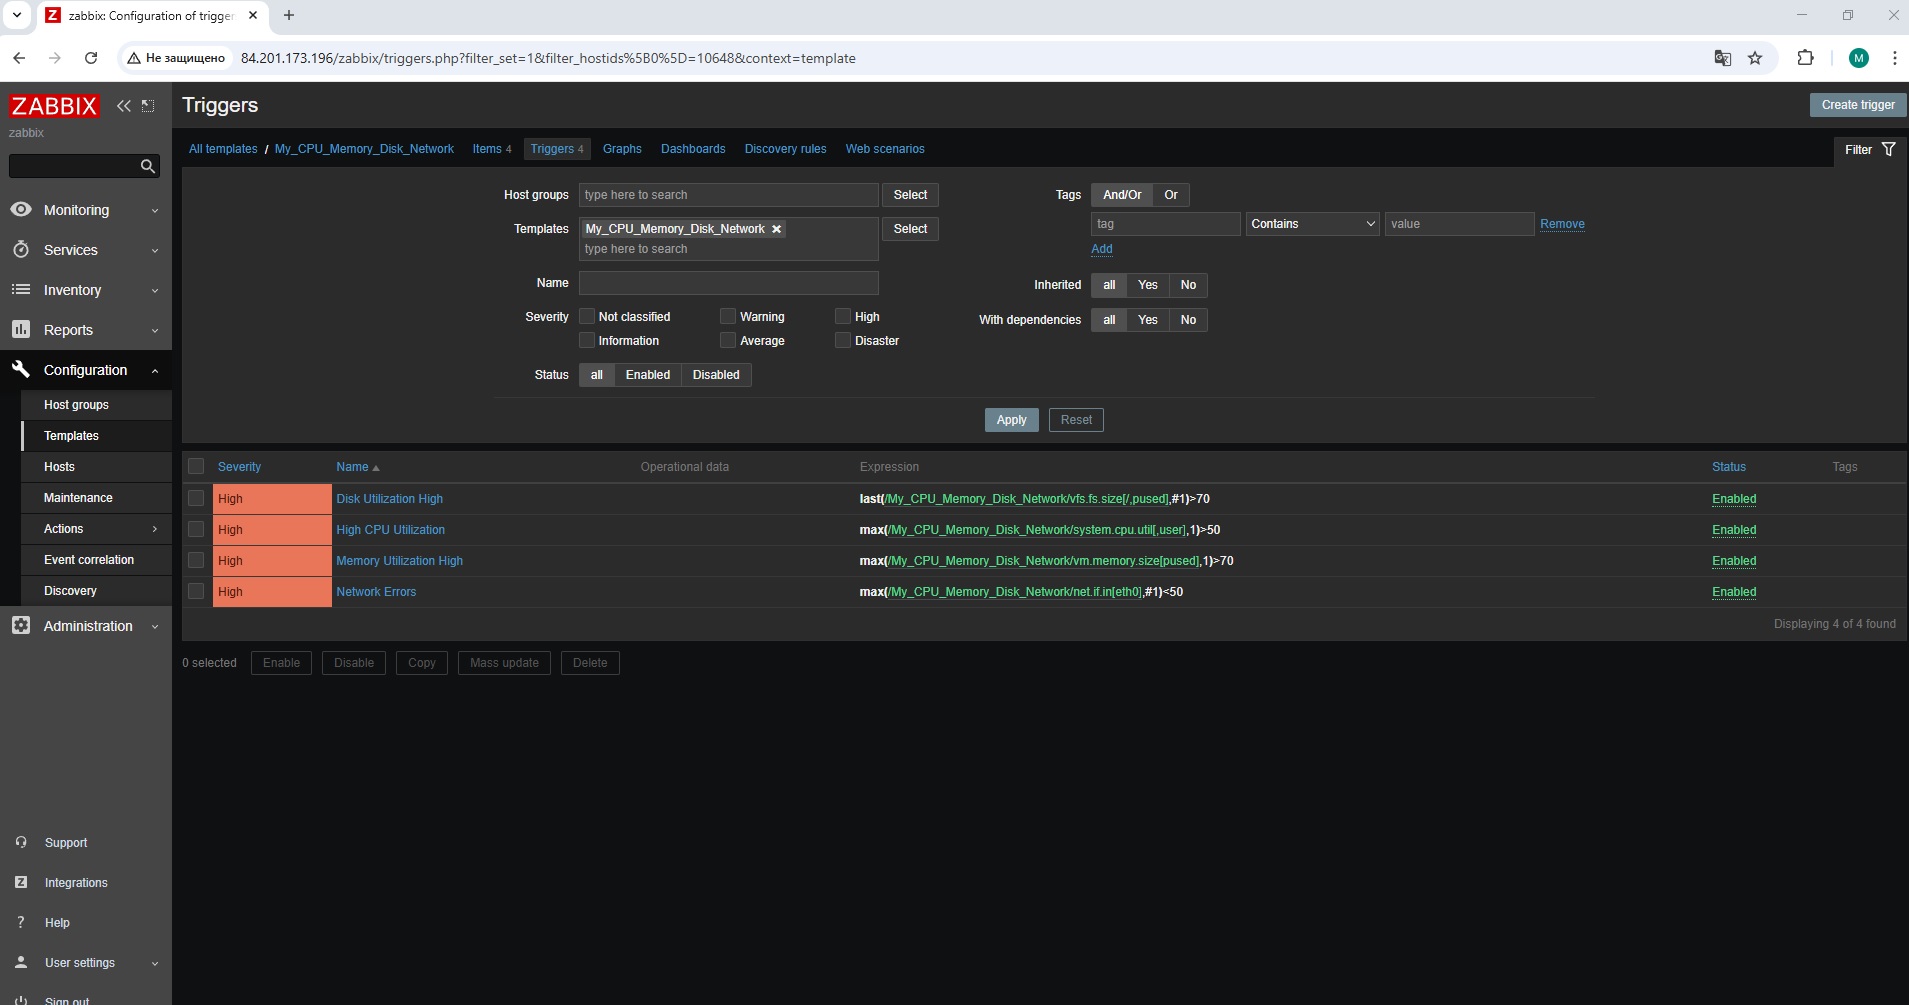 zabbix: Configuration of trigger
Не защищено 84.201.173.196/zabbix/triggers.php?filter_set=1&filter_hostids%5B0%5D=10648&context=template
M
ZABBIX
zabbix
Monitoring
Services
Inventory
Reports
Configuration
Host groups
Templates
Hosts
Maintenance
Actions
Event correlation
Discovery
Administration
Support
Integrations
Help
User settings
Sign out
Triggers
Create trigger
All templates / My_CPU_Memory_Disk_Network Items 4 Triggers 4 Graphs Dashboards Discovery rules Web scenarios
Filter
Host groups type here to search Select
Templates My_CPU_Memory_Disk_Network Select
type here to search
Name
Severity Not classified Warning High
Information Average Disaster
Status all Enabled Disabled
Tags And/Or Or
tag Contains value Remove
Add
Inherited all Yes No
With dependencies all Yes No
Apply Reset
Severity Name Operational data Expression Status Tags
High Disk Utilization High last(/My_CPU_Memory_Disk_Network/vfs.fs.size[/,pused],#1)>70 Enabled
High High CPU Utilization max(/My_CPU_Memory_Disk_Network/system.cpu.util[,user],1)>50 Enabled
High Memory Utilization High max(/My_CPU_Memory_Disk_Network/vm.memory.size[pused],1)>70 Enabled
High Network Errors max(/My_CPU_Memory_Disk_Network/net.if.in[eth0],#1)<50 Enabled
Displaying 4 of 4 found
0 selected Enable Disable Copy Mass update Delete